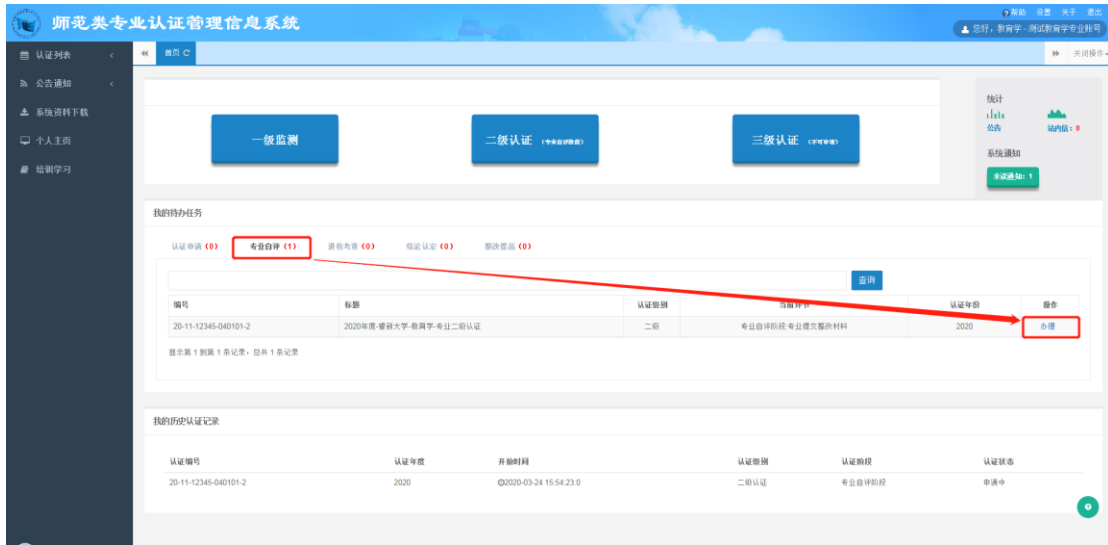 师范类专业认证管理信息系统
帮助 设置 关于 退出
您好，教育学 - 测试教育学专业账号
认证列表
首页
关闭操作
公告通知
系统资料下载
个人主页
培训学习
一级监测
二级认证 (专业自评阶段)
三级认证 (不可申请)
统计
公告
站内信：0
系统通知
未读通知：1
我的待办任务
认证申请 (0) 专业自评 (1) 进校考查 (0) 结论认定 (0) 整改提高 (0)
查询
编号 标题 认证级别 当前环节 认证年份 操作
20-11-12345-040101-2 2020年度-睿颖大学-教育学-专业二级认证 二级 专业自评阶段:专业提交整改材料 2020 办理
显示第 1 到第 1 条记录，总共 1 条记录
我的历史认证记录
认证编号 认证年度 开始时间 认证级别 认证阶段 认证状态
20-11-12345-040101-2 2020 2020-03-24 15:54:23.0 二级认证 专业自评阶段 申请中